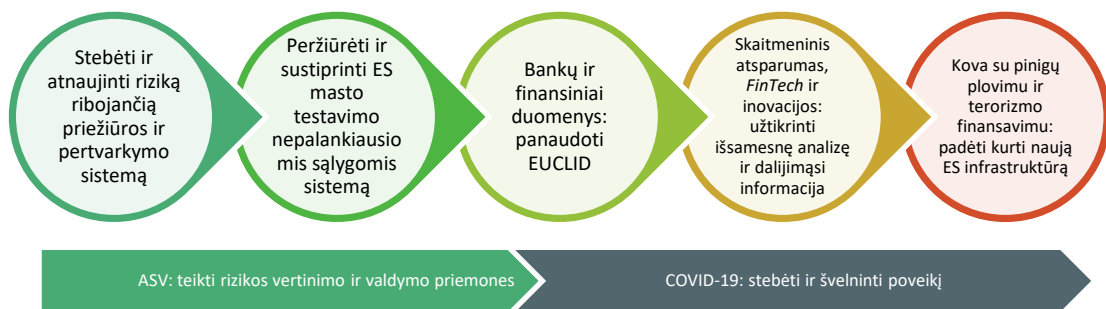 Stebėti ir
atnaujinti riziką
ribojančią
priežiūros ir
pertvarkymo
sistemą
Peržiūrėti ir
sustiprinti ES
masto
testavimo
nepalankiausio
mis sąlygomis
sistemą
Bankų ir
finansiniai
duomenys:
panaudoti
EUCLID
Skaitmeninis
atsparumas,
FinTech ir
inovacijos:
užtikrinti
išsamesnę analizę
ir dalijimąsi
informacija
Kova su pinigų
plovimu ir
terorizmo
finansavimu:
padėti kurti naują
ES infrastruktūrą
ASV: teikti rizikos vertinimo ir valdymo priemones
COVID-19: stebėti ir švelninti poveikį